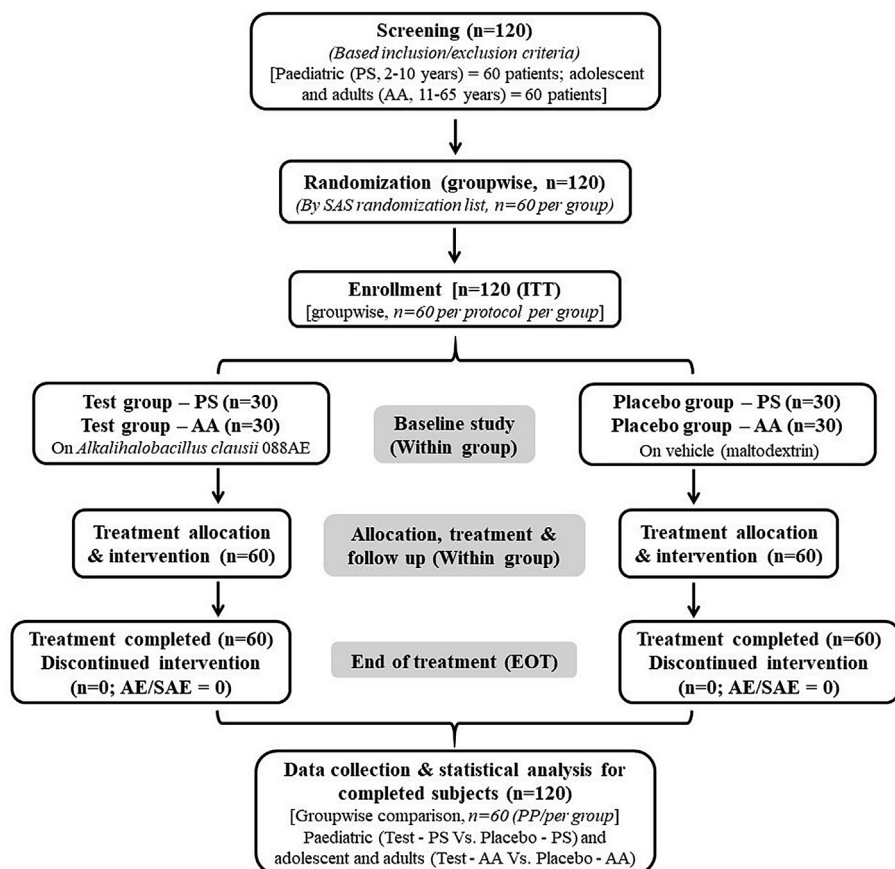 Screening (n=120)
(Based inclusion/exclusion criteria)
[Paediatric (PS, 2-10 years) = 60 patients; adolescent
and adults (AA, 11-65 years) = 60 patients]
Randomization (groupwise, n=120)
(By SAS randomization list, n=60 per group)
Enrollment [n=120 (ITT)
[groupwise, n=60 per protocol per group]
Test group – PS (n=30)
Test group – AA (n=30)
On Alkalihalobacillus clausii 088AE
Baseline study
(Within group)
Placebo group – PS (n=30)
Placebo group – AA (n=30)
On vehicle (maltodextrin)
Treatment allocation
& intervention (n=60)
Allocation, treatment &
follow up (Within group)
Treatment allocation
& intervention (n=60)
Treatment completed (n=60)
Discontinued intervention
(n=0; AE/SAE = 0)
End of treatment (EOT)
Treatment completed (n=60)
Discontinued intervention
(n=0; AE/SAE = 0)
Data collection & statistical analysis for
completed subjects (n=120)
[Groupwise comparison, n=60 (PP/per group]
Paediatric (Test - PS Vs. Placebo - PS) and
adolescent and adults (Test - AA Vs. Placebo - AA)